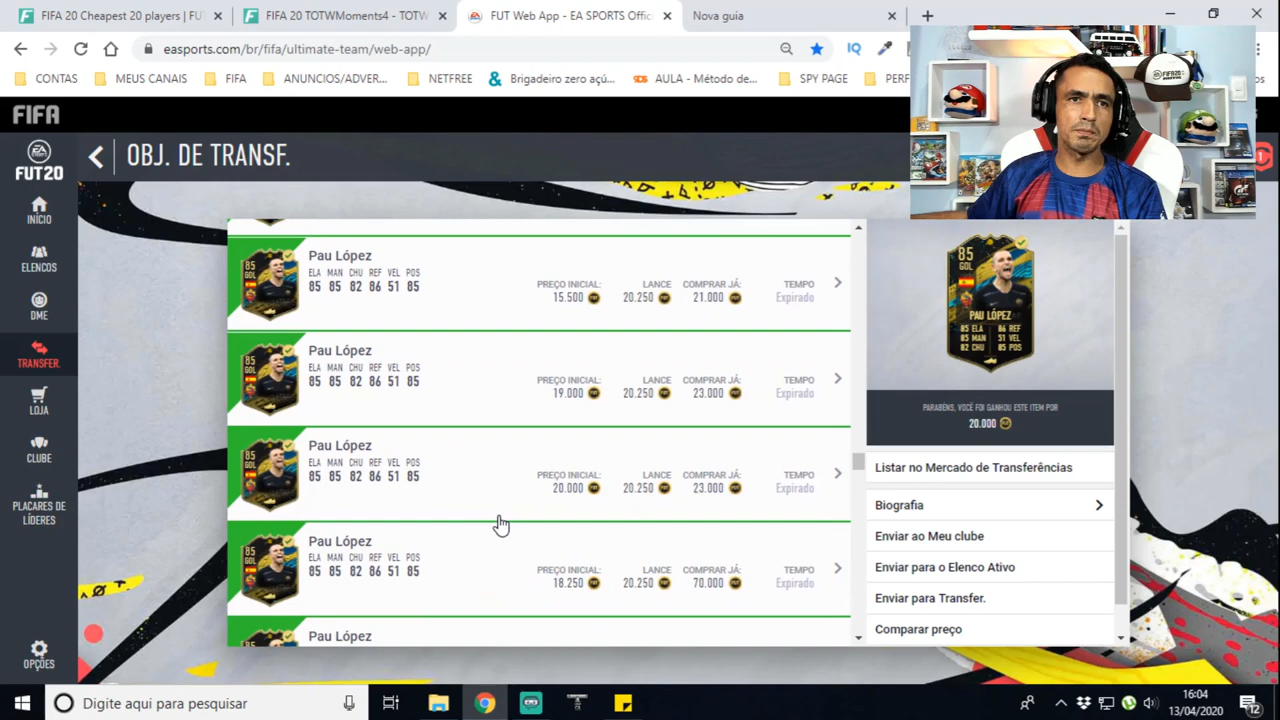 FIFA 20 Cheapest 20 players | FU
FIFA 20 TOTWMoments4 - TOTW
FUT Web App - EA SPORTS Offic
Nova guia
easports.com/br/fifa/ultimate-team/web-app/
CONTAS
MEUS CANAIS
FIFA
ANUNCIOS/ADVER...
NETFREE
Brigadeiro zero açú...
AULA - Método de...
SPY PAGE
PERF
FIFA
FUT20
OBJ. DE TRANSF.
INÍCIO
ELENCOS
DME
TRANSFER.
LOJA
CLUBE
PLACARES DE LÍDERES
OPÇÕES
Pau López
ELA MAN CHU REF VEL POS
85 85 82 86 51 85
PREÇO INICIAL: LANCE COMPRAR JÁ: TEMPO
15.500 20.250 21.000 Expirado
Pau López
ELA MAN CHU REF VEL POS
85 85 82 86 51 85
PREÇO INICIAL: LANCE COMPRAR JÁ: TEMPO
19.000 20.250 23.000 Expirado
Pau López
ELA MAN CHU REF VEL POS
85 85 82 86 51 85
PREÇO INICIAL: LANCE COMPRAR JÁ: TEMPO
20.000 20.250 23.000 Expirado
Pau López
ELA MAN CHU REF VEL POS
85 85 82 86 51 85
PREÇO INICIAL: LANCE COMPRAR JÁ: TEMPO
18.250 20.250 70.000 Expirado
Pau López
85
GOL
PAU LÓPEZ
85 ELA 86 REF
85 MAN 51 VEL
82 CHU 85 POS
PARABÉNS, VOCÊ FOI GANHOU ESTE ITEM POR
20.000
Listar no Mercado de Transferências
Biografia
Enviar ao Meu clube
Enviar para o Elenco Ativo
Enviar para Transfer.
Comparar preço
Digite aqui para pesquisar
16:04
13/04/2020
12